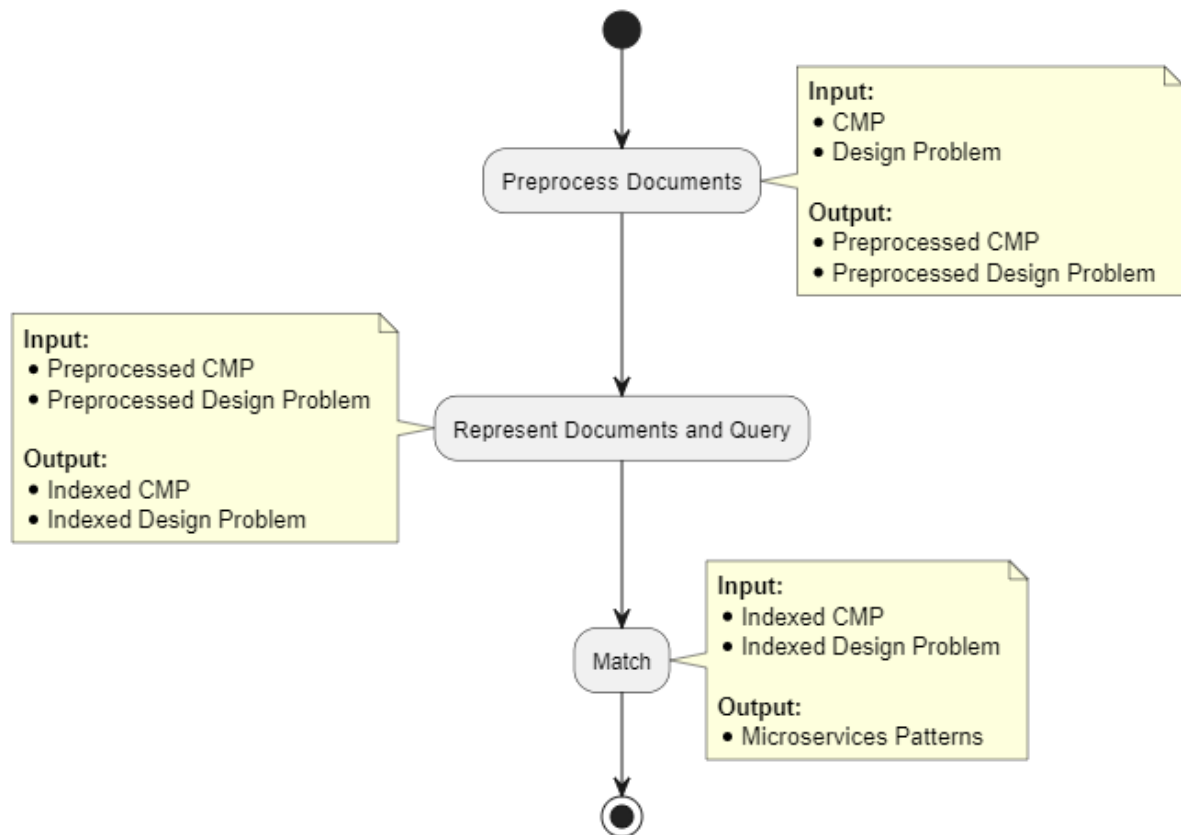 Input:
• CMP
• Design Problem
Output:
• Preprocessed CMP
• Preprocessed Design Problem
Preprocess Documents
Input:
• Preprocessed CMP
• Preprocessed Design Problem
Output:
• Indexed CMP
• Indexed Design Problem
Represent Documents and Query
Input:
• Indexed CMP
• Indexed Design Problem
Output:
• Microservices Patterns
Match